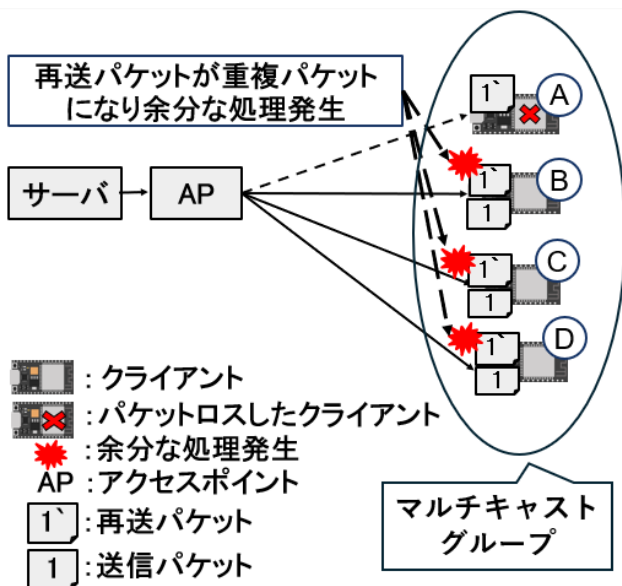 再送パケットが重複パケット
になり余分な処理発生
サーバ
AP
1` A
1` B
1
1` C
1
1` D
1
:クライアント
:パケットロスしたクライアント
:余分な処理発生
AP:アクセスポイント
1`:再送パケット
1:送信パケット
マルチキャスト
グループ